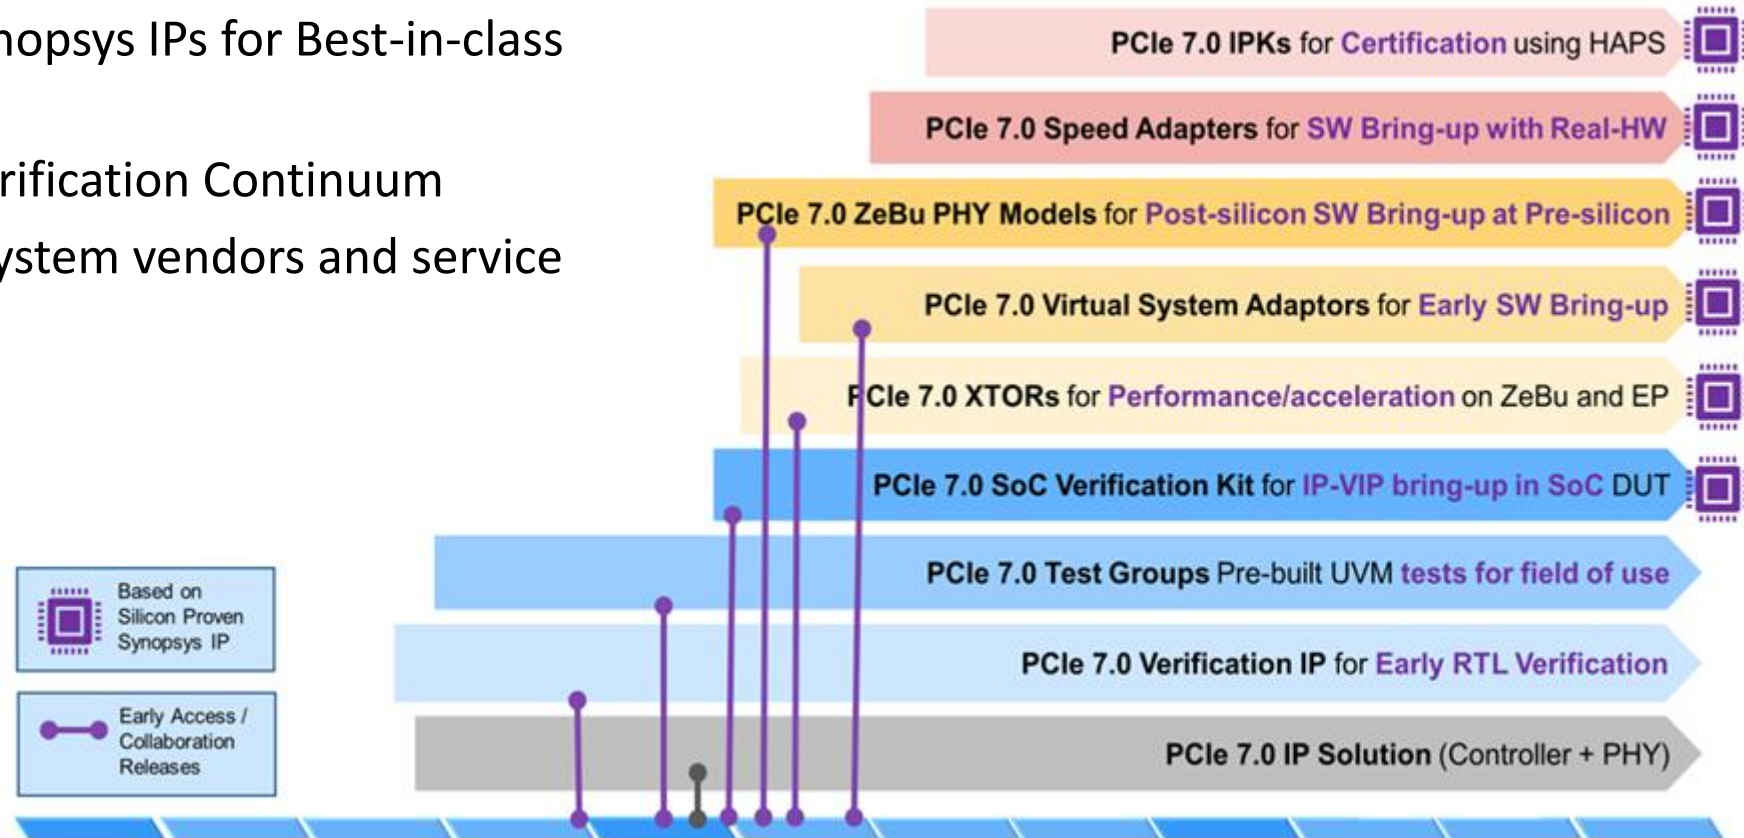 nopsys IPs for Best-in-class
rification Continuum
ystem vendors and service
PCIe 7.0 IPKs for Certification using HAPS
PCIe 7.0 Speed Adapters for SW Bring-up with Real-HW
PCIe 7.0 ZeBu PHY Models for Post-silicon SW Bring-up at Pre-silicon
PCIe 7.0 Virtual System Adaptors for Early SW Bring-up
PCIe 7.0 XTORs for Performance/acceleration on ZeBu and EP
PCIe 7.0 SoC Verification Kit for IP-VIP bring-up in SoC DUT
PCIe 7.0 Test Groups Pre-built UVM tests for field of use
PCIe 7.0 Verification IP for Early RTL Verification
PCIe 7.0 IP Solution (Controller + PHY)
Based on
Silicon Proven
Synopsys IP
Early Access /
Collaboration
Releases